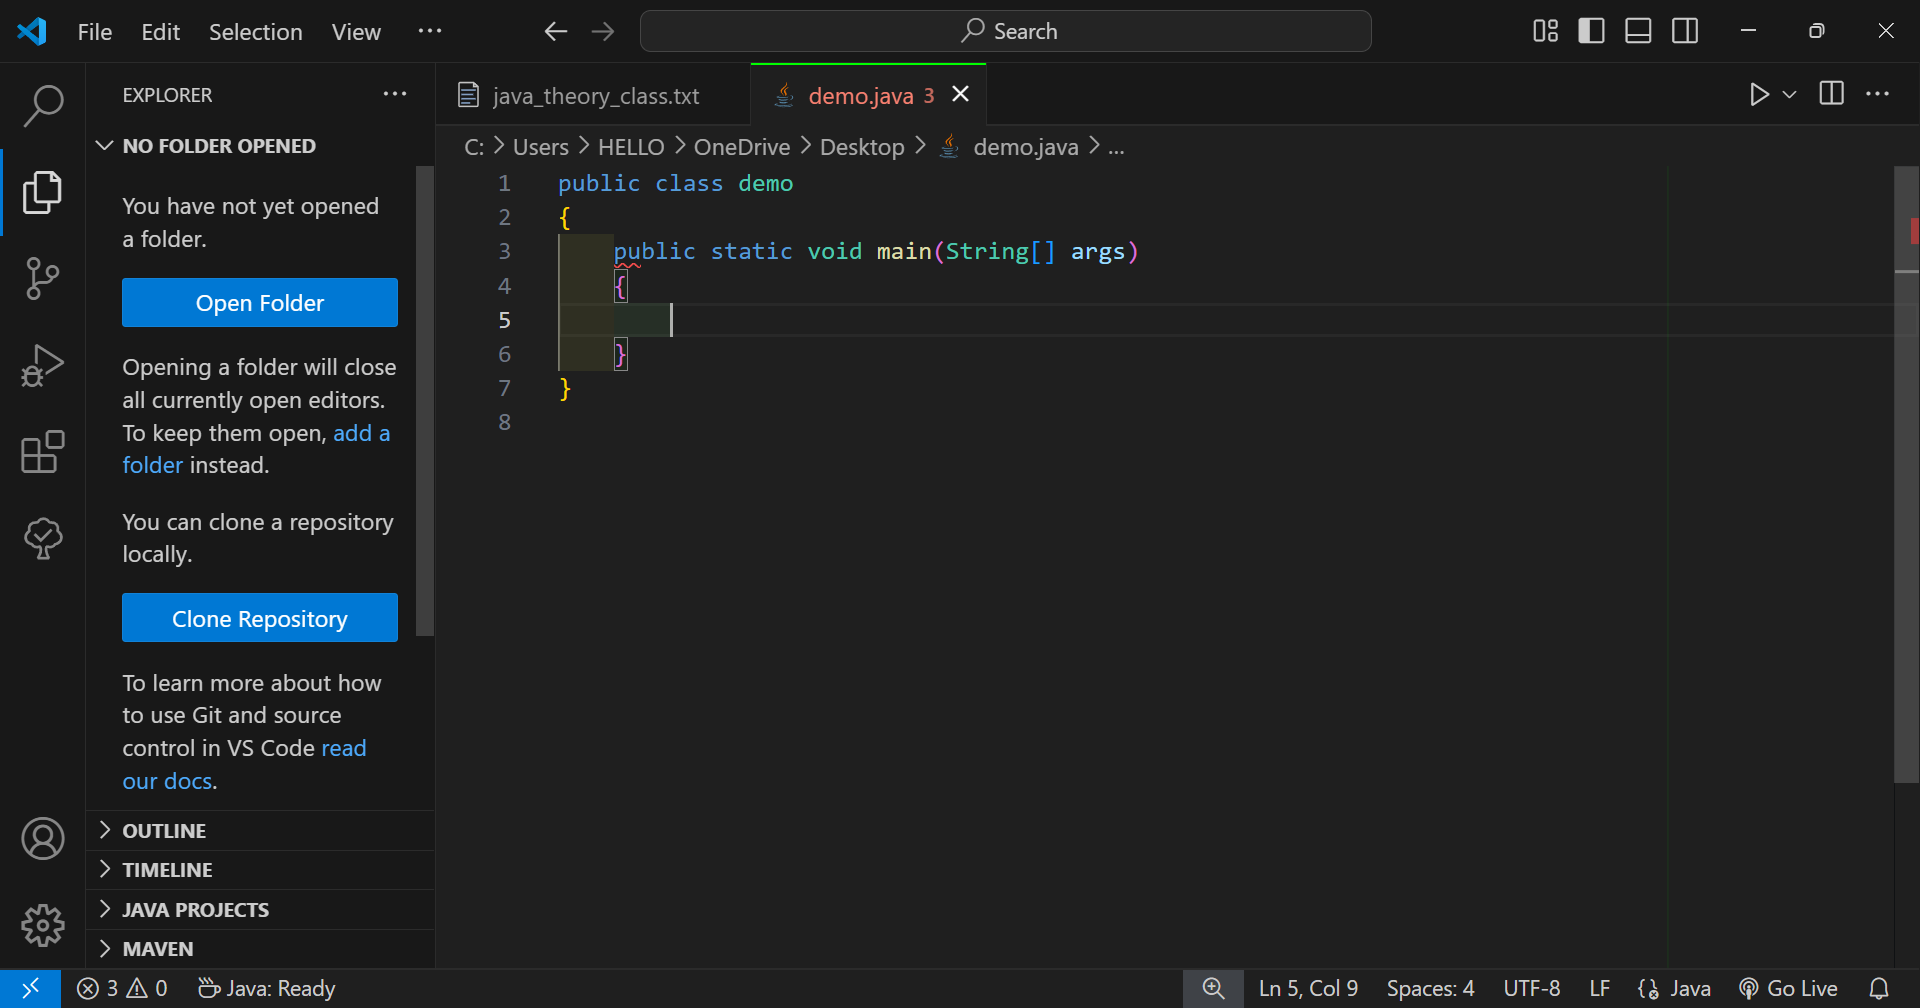 File Edit Selection View ··· Search
EXPLORER ···
NO FOLDER OPENED
You have not yet opened
a folder.
Open Folder
Opening a folder will close
all currently open editors.
To keep them open, add a
folder instead.
You can clone a repository
locally.
Clone Repository
To learn more about how
to use Git and source
control in VS Code read
our docs.
OUTLINE
TIMELINE
JAVA PROJECTS
MAVEN
java_theory_class.txt demo.java 3
C: > Users > HELLO > OneDrive > Desktop > demo.java > ...
1 public class demo
2 {
3 public static void main(String[] args)
4 {
5
6 }
7 }
8
3 0 Java: Ready Ln 5, Col 9 Spaces: 4 UTF-8 LF {} Java Go Live